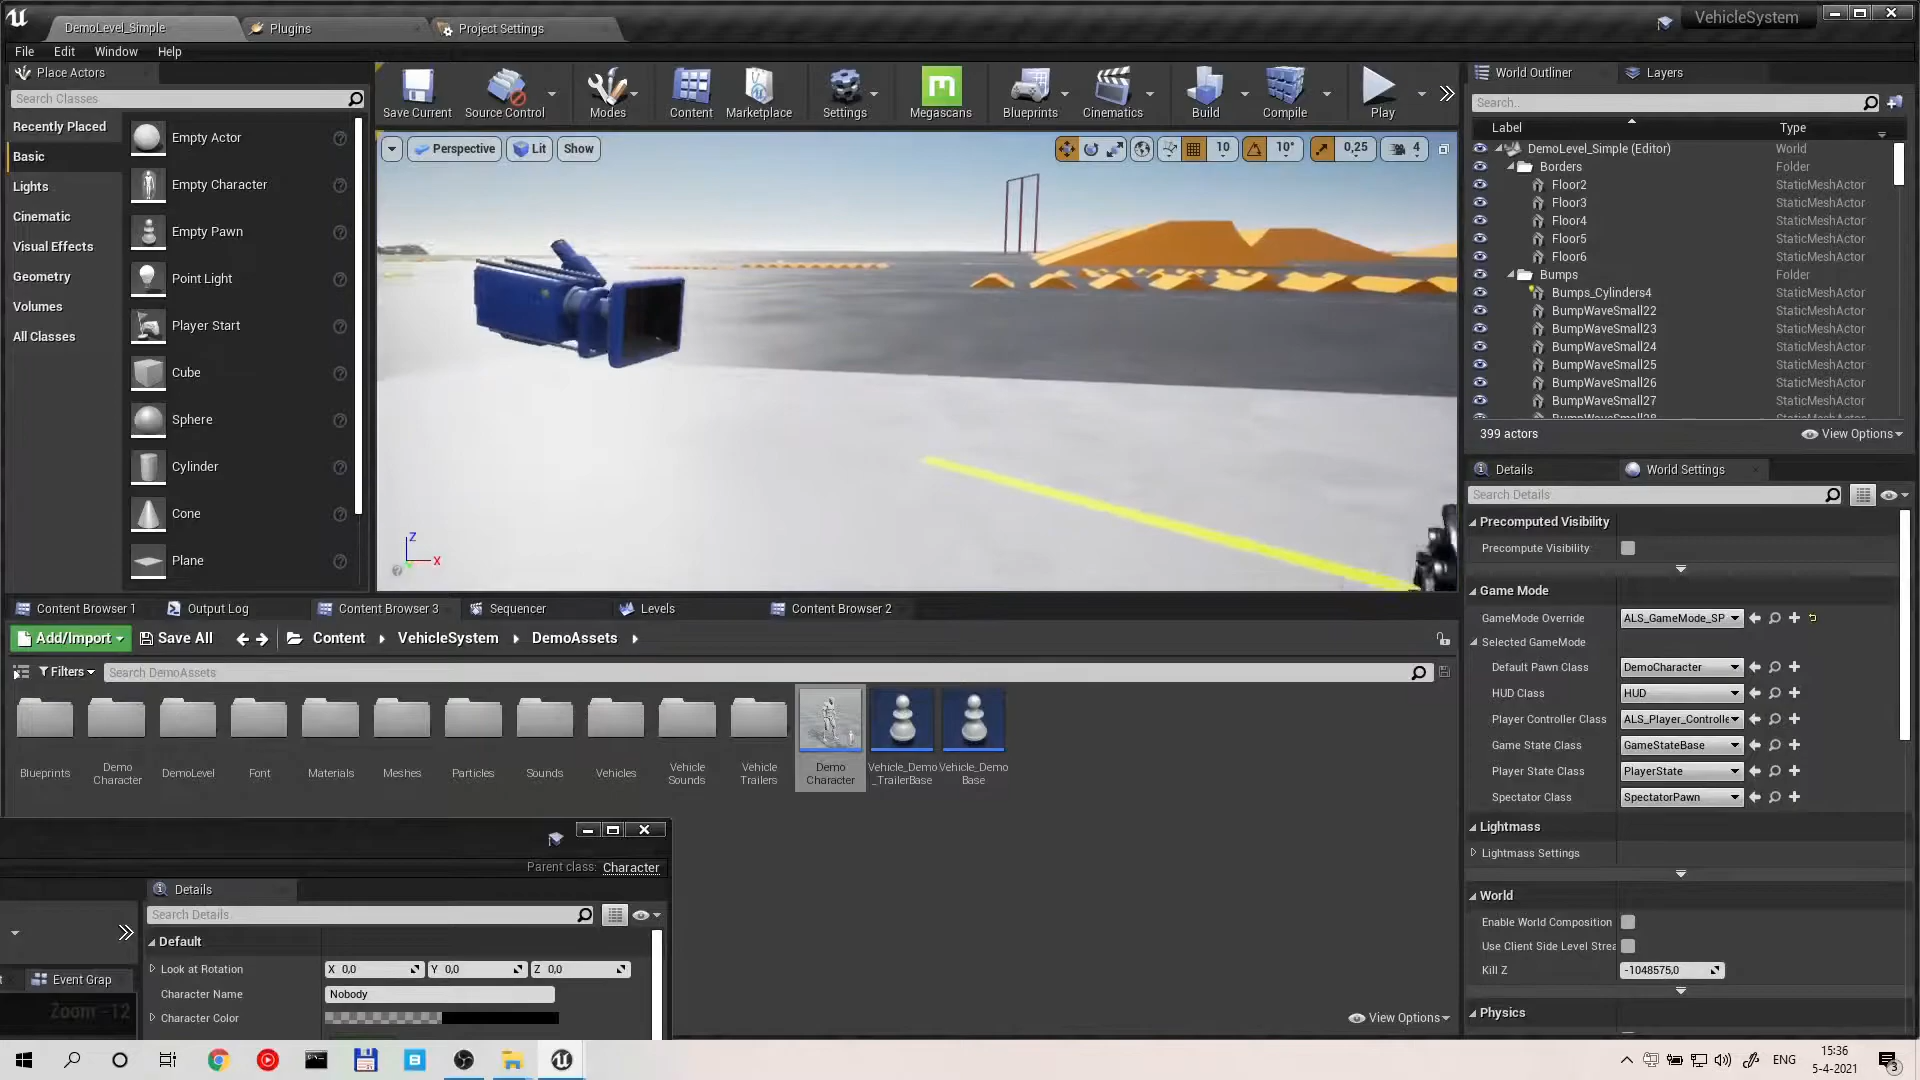 DemoLevel_Simple
Plugins
Project Settings
VehicleSystem
File Edit Window Help
Place Actors
Search Classes
Recently Placed
Basic
Lights
Cinematic
Visual Effects
Geometry
Volumes
All Classes
Empty Actor
Empty Character
Empty Pawn
Point Light
Player Start
Cube
Sphere
Cylinder
Cone
Plane
Save Current
Source Control
Modes
Content
Marketplace
Settings
Megascans
Blueprints
Cinematics
Build
Compile
Play
Perspective
Lit
Show
10
10°
0,25
4
Z
X
World Outliner
Layers
Search..
Label Type
DemoLevel_Simple (Editor) World
Borders Folder
Floor2 StaticMeshActor
Floor3 StaticMeshActor
Floor4 StaticMeshActor
Floor5 StaticMeshActor
Floor6 StaticMeshActor
Bumps Folder
Bumps_Cylinders4 StaticMeshActor
BumpWaveSmall22 StaticMeshActor
BumpWaveSmall23 StaticMeshActor
BumpWaveSmall24 StaticMeshActor
BumpWaveSmall25 StaticMeshActor
BumpWaveSmall26 StaticMeshActor
BumpWaveSmall27 StaticMeshActor
BumpWaveSmall28 StaticMeshActor
399 actors
View Options
Details
World Settings
Search Details
Precomputed Visibility
Precompute Visibility
Game Mode
GameMode Override ALS_GameMode_SP
Selected GameMode
Default Pawn Class DemoCharacter
HUD Class HUD
Player Controller Class ALS_Player_Controlle
Game State Class GameStateBase
Player State Class PlayerState
Spectator Class SpectatorPawn
Lightmass
Lightmass Settings
World
Enable World Composition
Use Client Side Level Strea
Kill Z -1048575,0
Physics
Content Browser 1
Output Log
Content Browser 3
Sequencer
Levels
Content Browser 2
Add/Import
Save All
Content
VehicleSystem
DemoAssets
Filters
Search DemoAssets
Blueprints
Demo
Character
DemoLevel
Font
Materials
Meshes
Particles
Sounds
Vehicles
Vehicle
Sounds
Vehicle
Trailers
Demo
Character
Vehicle_Demo
_TrailerBase
Vehicle_Demo
Base
View Options
Parent class: Character
Details
Search Details
Default
Look at Rotation X 0,0 Y 0,0 Z 0,0
Character Name Nobody
Character Color
Event Grap
Zoom -12
ENG
15:36
5-4-2021
3